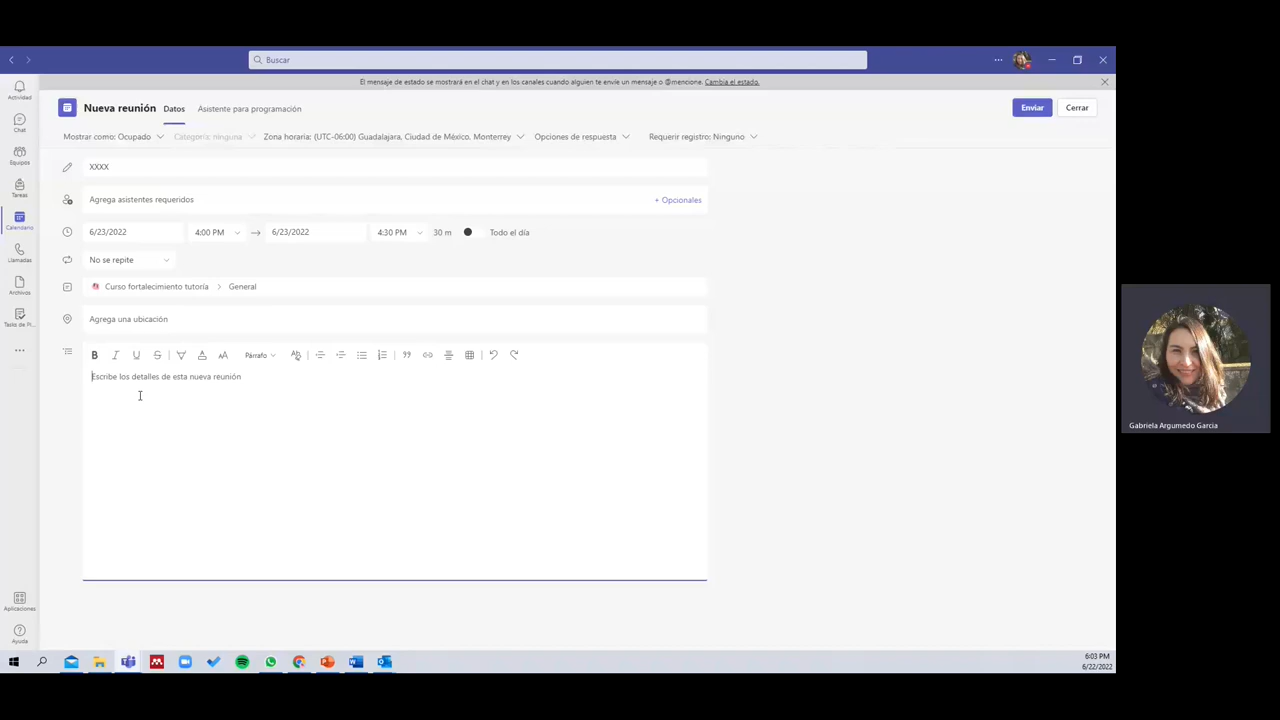 Buscar
El mensaje de estado se mostrará en el chat y en los canales cuando alguien te envíe un mensaje o @mencione. Cambia el estado.
Actividad
Nueva reunión Datos Asistente para programación Enviar Cerrar
Chat
Mostrar como: Ocupado Categoría: ninguna Zona horaria: (UTC-06:00) Guadalajara, Ciudad de México, Monterrey Opciones de respuesta Requerir registro: Ninguno
Equipos
XXXX
Tareas
Agrega asistentes requeridos + Opcionales
Calendario
6/23/2022 4:00 PM → 6/23/2022 4:30 PM 30 m Todo el día
Llamadas
No se repite
Archivos
Curso fortalecimiento tutoría > General
Tasks de Pl...
Agrega una ubicación
B I U S A AA Párrafo
Escribe los detalles de esta nueva reunión
Gabriela Argumedo Garcia
Aplicaciones
Ayuda
6:03 PM
6/22/2022